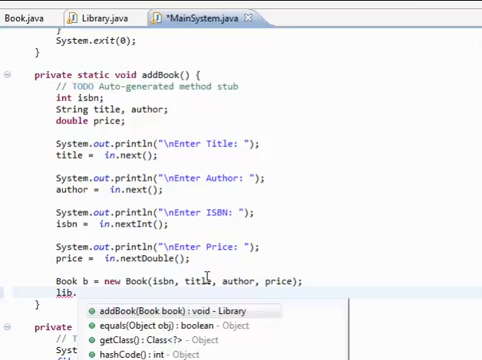 Book.java Library.java *MainSystem.java
}
System.exit(0);
}
private static void addBook() {
// TODO Auto-generated method stub
int isbn;
String title, author;
double price;
System.out.println("\nEnter Title: ");
title = in.next();
System.out.println("\nEnter Author: ");
author = in.next();
System.out.println("\nEnter ISBN: ");
isbn = in.nextInt();
System.out.println("\nEnter Price: ");
price = in.nextDouble();
Book b = new Book(isbn, title, author, price);
lib.
}
addBook(Book book) : void - Library
equals(Object obj) : boolean - Object
getClass() : Class<?> - Object
hashCode() : int - Object
private